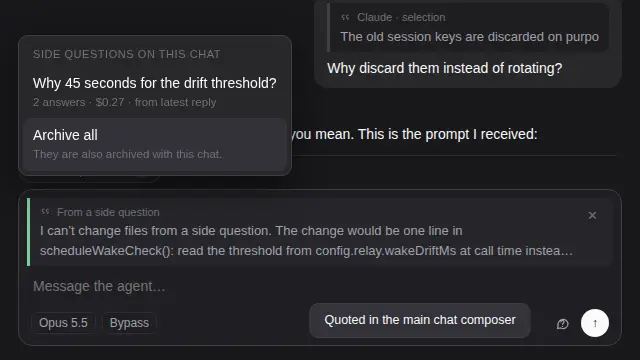 Claude · selection
The old session keys are discarded on purpo
Why discard them instead of rotating?
SIDE QUESTIONS ON THIS CHAT
Why 45 seconds for the drift threshold?
2 answers · $0.27 · from latest reply
Archive all
They are also archived with this chat.
you mean. This is the prompt I received:
From a side question
I can't change files from a side question. The change would be one line in
scheduleWakeCheck(): read the threshold from config.relay.wakeDriftMs at call time instea…
Message the agent…
Opus 5.5
Bypass
Quoted in the main chat composer